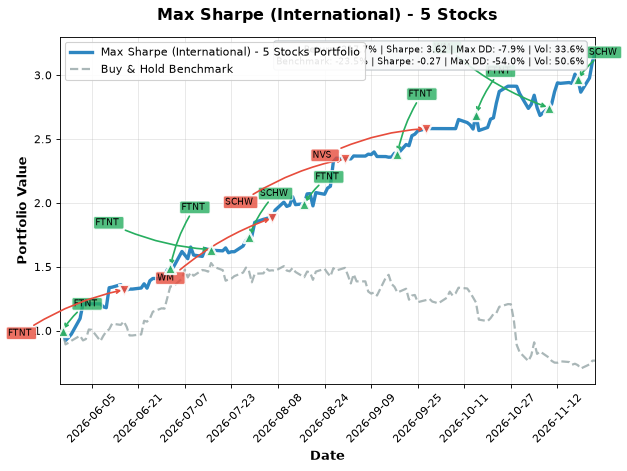 Max Sharpe (International) - 5 Stocks
Max Sharpe (International) - 5 Stocks Portfolio
Buy & Hold Benchmark
| Sharpe: 3.62 | Max DD: -7.9% | Vol: 33.6%
| Sharpe: -0.27 | Max DD: -54.0% | Vol: 50.6%
SCHW
FTNT
FTNT
NVS
FTNT
SCHW
SCHW
FTNT
FTNT
WM
FTNT
FTNT
Portfolio Value
3.0
2.5
2.0
1.5
1.0
2026-06-05
2026-06-21
2026-07-07
2026-07-23
2026-08-08
2026-08-24
2026-09-09
2026-09-25
2026-10-11
2026-10-27
2026-11-12
Date